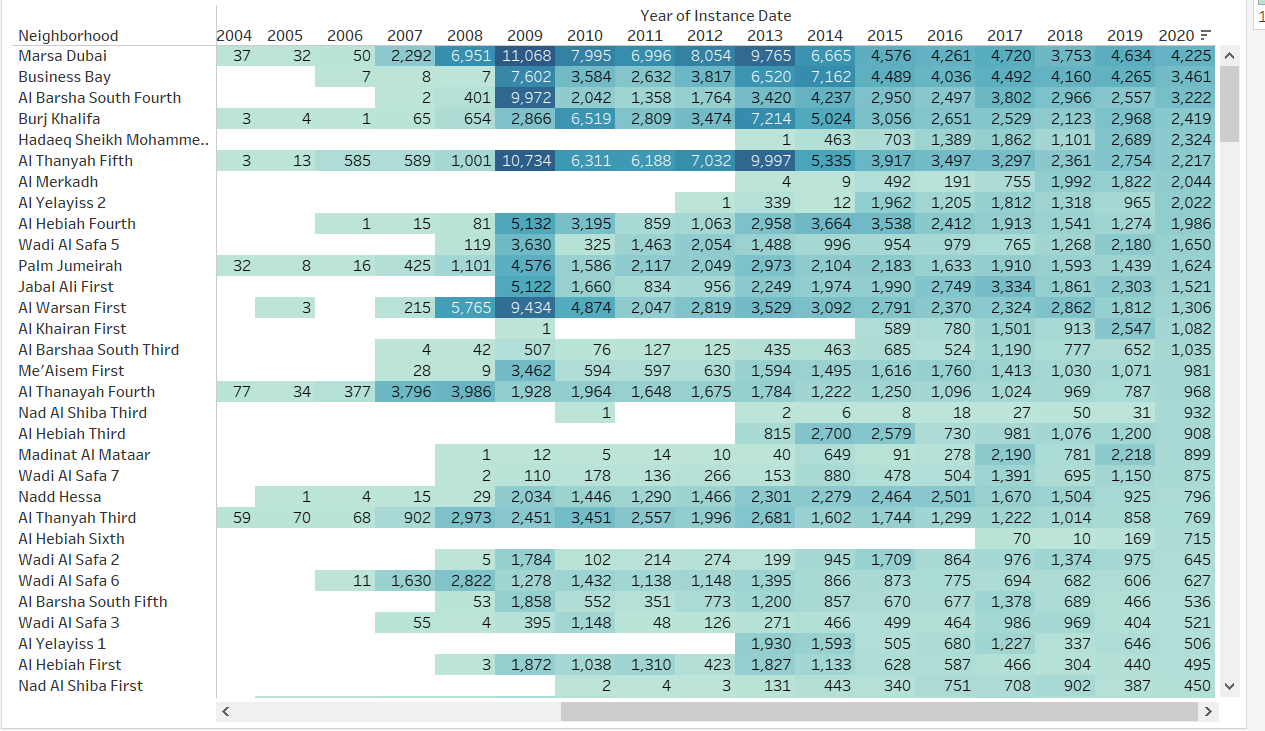 Year of Instance Date
Neighborhood 2004 2005 2006 2007 2008 2009 2010 2011 2012 2013 2014 2015 2016 2017 2018 2019 2020
Marsa Dubai 37 32 50 2,292 6,951 11,068 7,995 6,996 8,054 9,765 6,665 4,576 4,261 4,720 3,753 4,634 4,225
Business Bay 7 8 7 7,602 3,584 2,632 3,817 6,520 7,162 4,489 4,036 4,492 4,160 4,265 3,461
Al Barsha South Fourth 2 401 9,972 2,042 1,358 1,764 3,420 4,237 2,950 2,497 3,802 2,966 2,557 3,222
Burj Khalifa 3 4 1 65 654 2,866 6,519 2,809 3,474 7,214 5,024 3,056 2,651 2,529 2,123 2,968 2,419
Hadaeq Sheikh Mohamme.. 1 463 703 1,389 1,862 1,101 2,689 2,324
Al Thanyah Fifth 3 13 585 589 1,001 10,734 6,311 6,188 7,032 9,997 5,335 3,917 3,497 3,297 2,361 2,754 2,217
Al Merkadh 4 9 492 191 755 1,992 1,822 2,044
Al Yelayiss 2 1 339 12 1,962 1,205 1,812 1,318 965 2,022
Al Hebiah Fourth 1 15 81 5,132 3,195 859 1,063 2,958 3,664 3,538 2,412 1,913 1,541 1,274 1,986
Wadi Al Safa 5 119 3,630 325 1,463 2,054 1,488 996 954 979 765 1,268 2,180 1,650
Palm Jumeirah 32 8 16 425 1,101 4,576 1,586 2,117 2,049 2,973 2,104 2,183 1,633 1,910 1,593 1,439 1,624
Jabal Ali First 5,122 1,660 834 956 2,249 1,974 1,990 2,749 3,334 1,861 2,303 1,521
Al Warsan First 3 215 5,765 9,434 4,874 2,047 2,819 3,529 3,092 2,791 2,370 2,324 2,862 1,812 1,306
Al Khairan First 1 589 780 1,501 913 2,547 1,082
Al Barshaa South Third 4 42 507 76 127 125 435 463 685 524 1,190 777 652 1,035
Me'Aisem First 28 9 3,462 594 597 630 1,594 1,495 1,616 1,760 1,413 1,030 1,071 981
Al Thanayah Fourth 77 34 377 3,796 3,986 1,928 1,964 1,648 1,675 1,784 1,222 1,250 1,096 1,024 969 787 968
Nad Al Shiba Third 1 2 6 8 18 27 50 31 932
Al Hebiah Third 815 2,700 2,579 730 981 1,076 1,200 908
Madinat Al Mataar 1 12 5 14 10 40 649 91 278 2,190 781 2,218 899
Wadi Al Safa 7 2 110 178 136 266 153 880 478 504 1,391 695 1,150 875
Nadd Hessa 1 4 15 29 2,034 1,446 1,290 1,466 2,301 2,279 2,464 2,501 1,670 1,504 925 796
Al Thanyah Third 59 70 68 902 2,973 2,451 3,451 2,557 1,996 2,681 1,602 1,744 1,299 1,222 1,014 858 769
Al Hebiah Sixth 70 10 169 715
Wadi Al Safa 2 5 1,784 102 214 274 199 945 1,709 864 976 1,374 975 645
Wadi Al Safa 6 11 1,630 2,822 1,278 1,432 1,138 1,148 1,395 866 873 775 694 682 606 627
Al Barsha South Fifth 53 1,858 552 351 773 1,200 857 670 677 1,378 689 466 536
Wadi Al Safa 3 55 4 395 1,148 48 126 271 466 499 464 986 969 404 521
Al Yelayiss 1 1,930 1,593 505 680 1,227 337 646 506
Al Hebiah First 3 1,872 1,038 1,310 423 1,827 1,133 628 587 466 304 440 495
Nad Al Shiba First 2 4 3 131 443 340 751 708 902 387 450